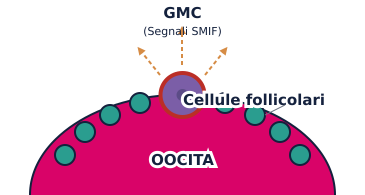 GMC
(Segnali SMIF)
Cellule follicolari
OOCITA